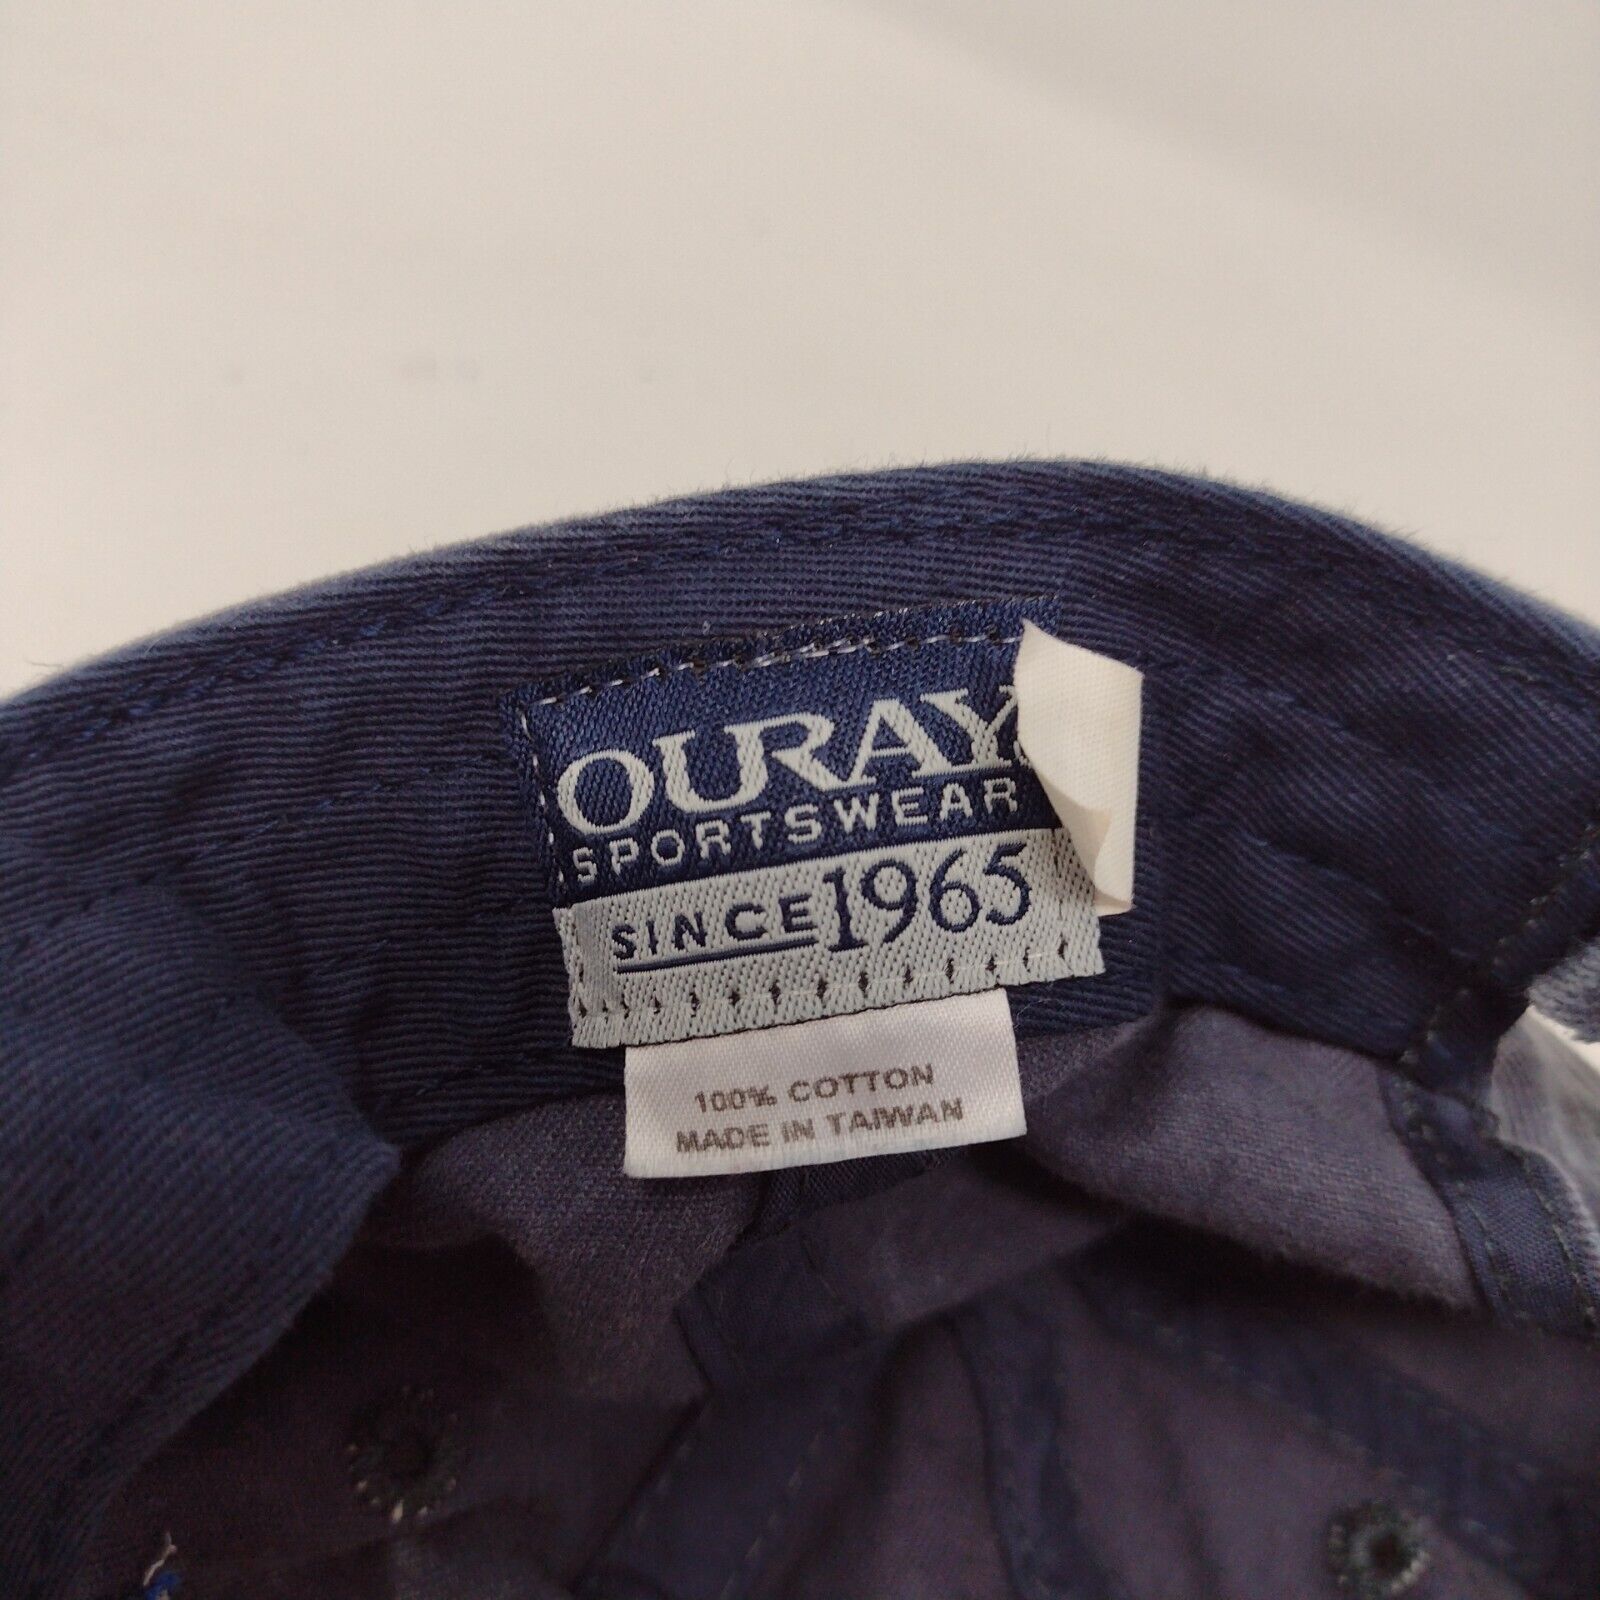 OURAY
SPORTSWEAR
SINCE 1965
100% COTTON
MADE IN TAIWAN